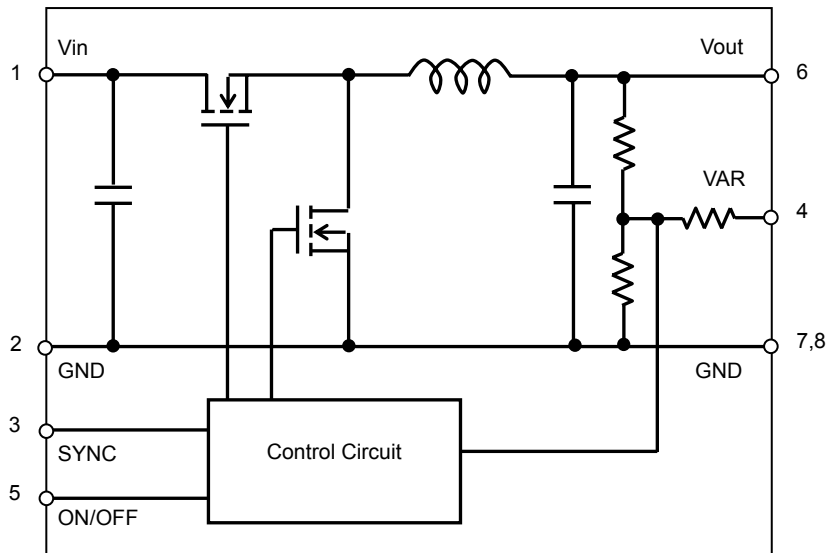 Vin
Vout
1
6
VAR
4
2
7,8
GND
GND
3
SYNC
Control Circuit
5
ON/OFF